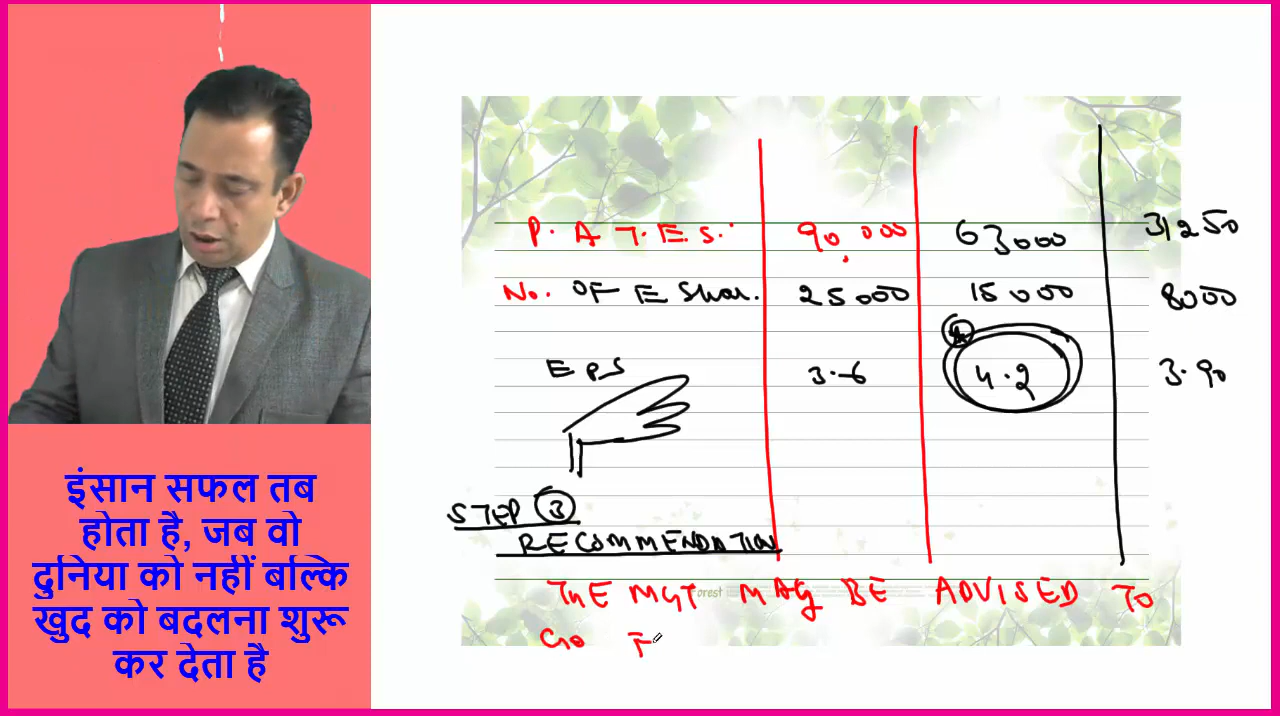 P. A T. E. S. 90,000 63000 31250
No. OF E Shar. 25000 15000 8000
EPS 3.6 4.2 3.90
STEP 3
RECOMMENDATION
THE MGT MAY BE ADVISED TO
GO F
Forest
इंसान सफल तब
होता है, जब वो
दुनिया को नहीं बल्कि
खुद को बदलना शुरू
कर देता है